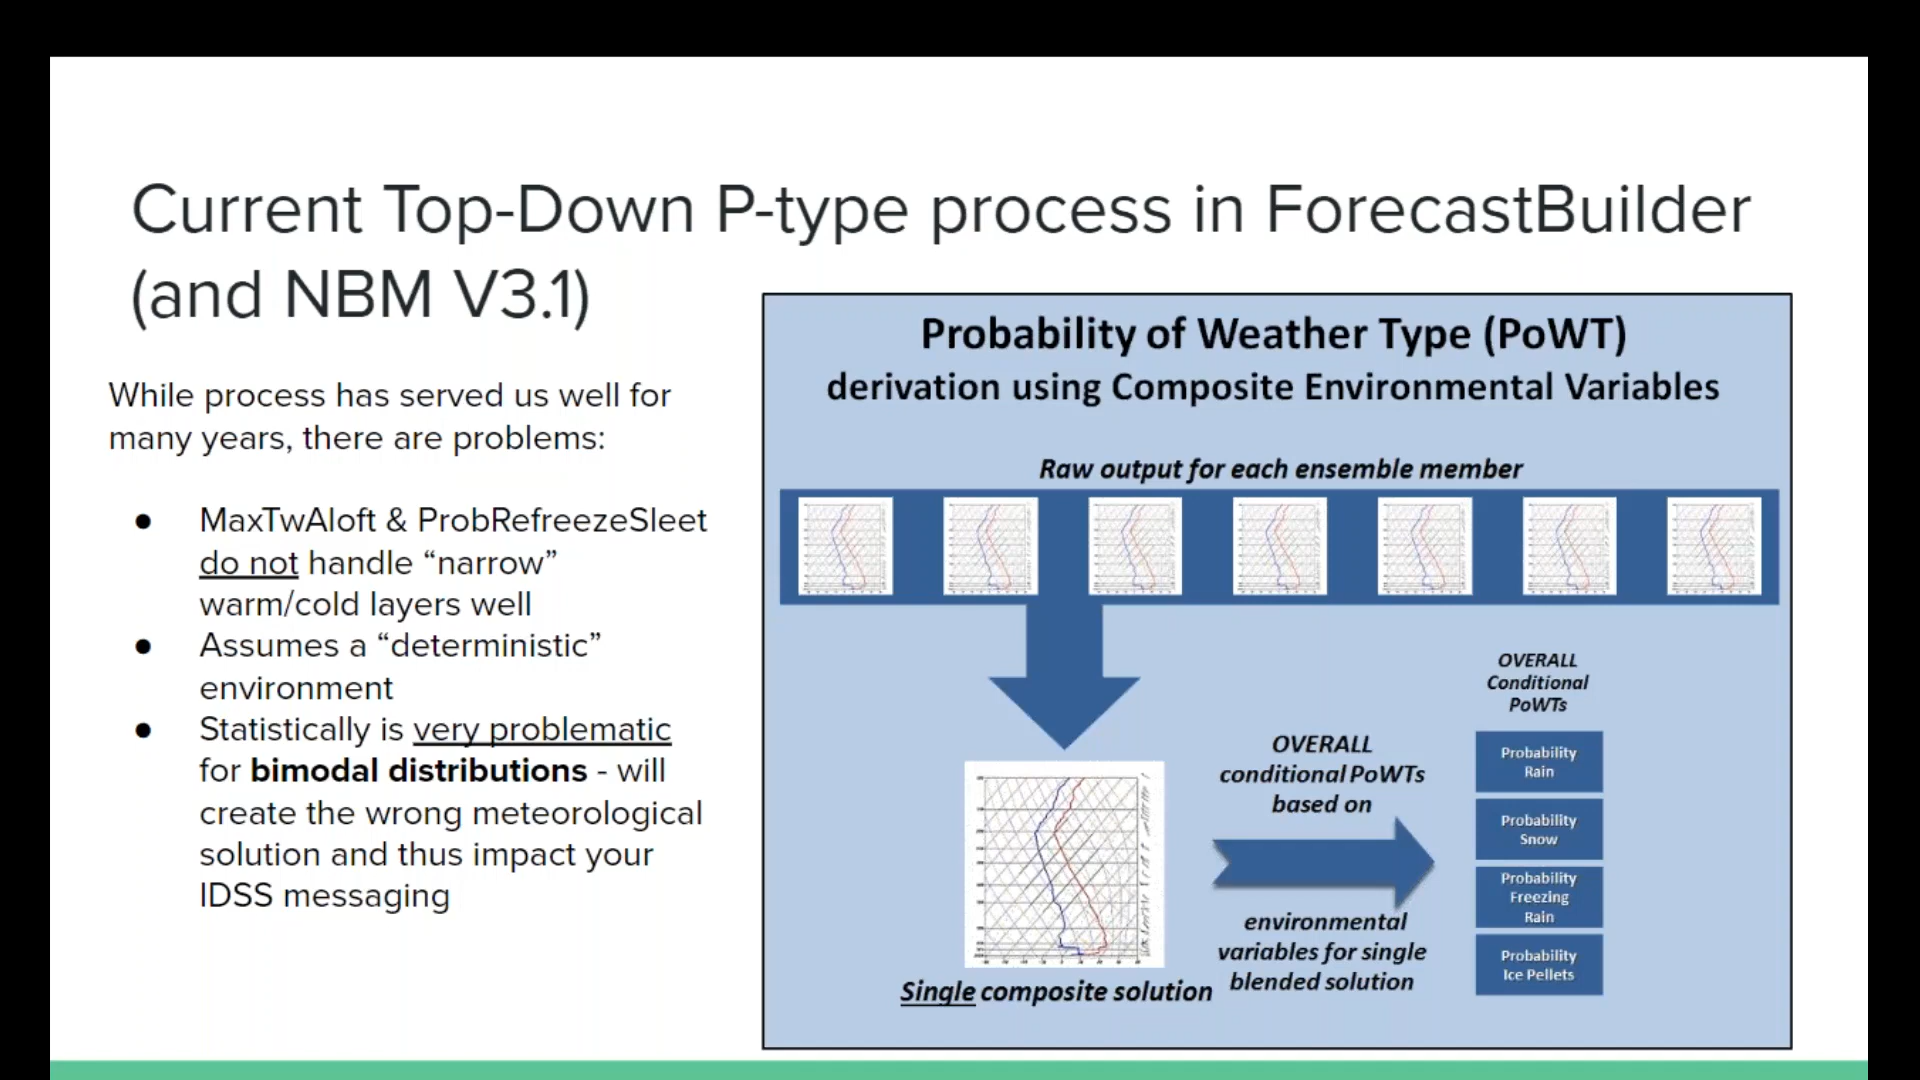 Current Top-Down P-type process in ForecastBuilder
(and NBM V3.1)
While process has served us well for
many years, there are problems:
● MaxTwAloft & ProbRefreezeSleet
do not handle “narrow”
warm/cold layers well
● Assumes a “deterministic”
environment
● Statistically is very problematic
for bimodal distributions - will
create the wrong meteorological
solution and thus impact your
IDSS messaging
Probability of Weather Type (PoWT)
derivation using Composite Environmental Variables
Raw output for each ensemble member
Single composite solution
OVERALL
conditional PoWTs
based on
environmental
variables for single
blended solution
OVERALL
Conditional
PoWTs
Probability
Rain
Probability
Snow
Probability
Freezing
Rain
Probability
Ice Pellets